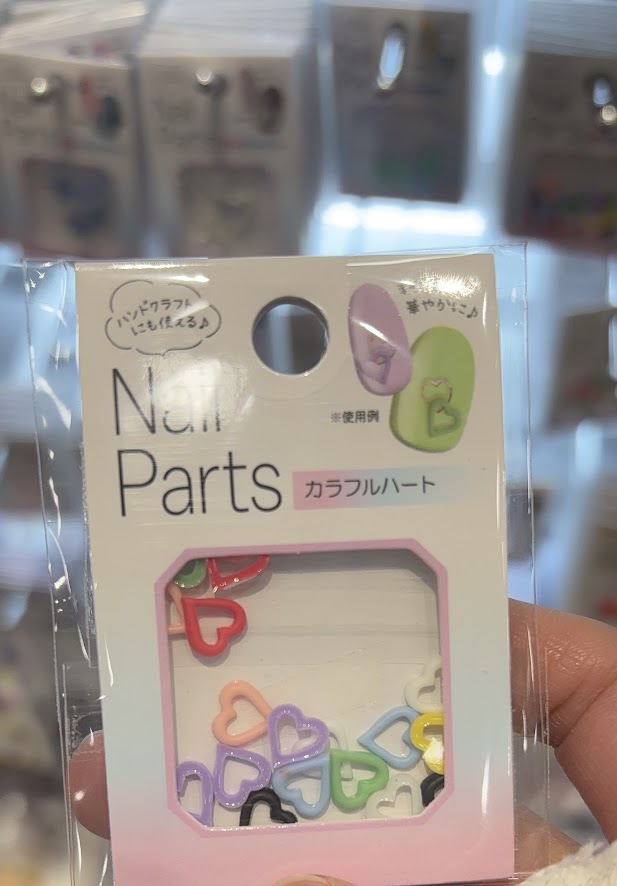 ハンドクラフト
にも使える♪
華やかりに♪
※使用例
Nail
Parts
カラフルハート